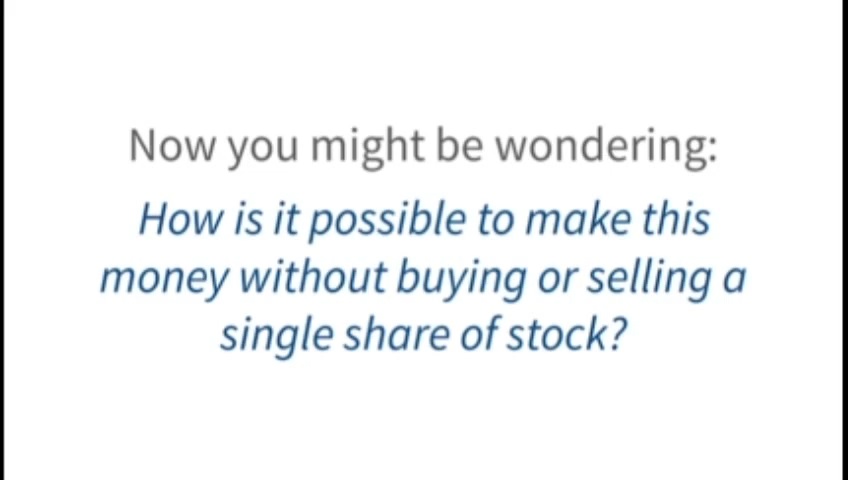 Now you might be wondering:
How is it possible to make this
money without buying or selling a
single share of stock?